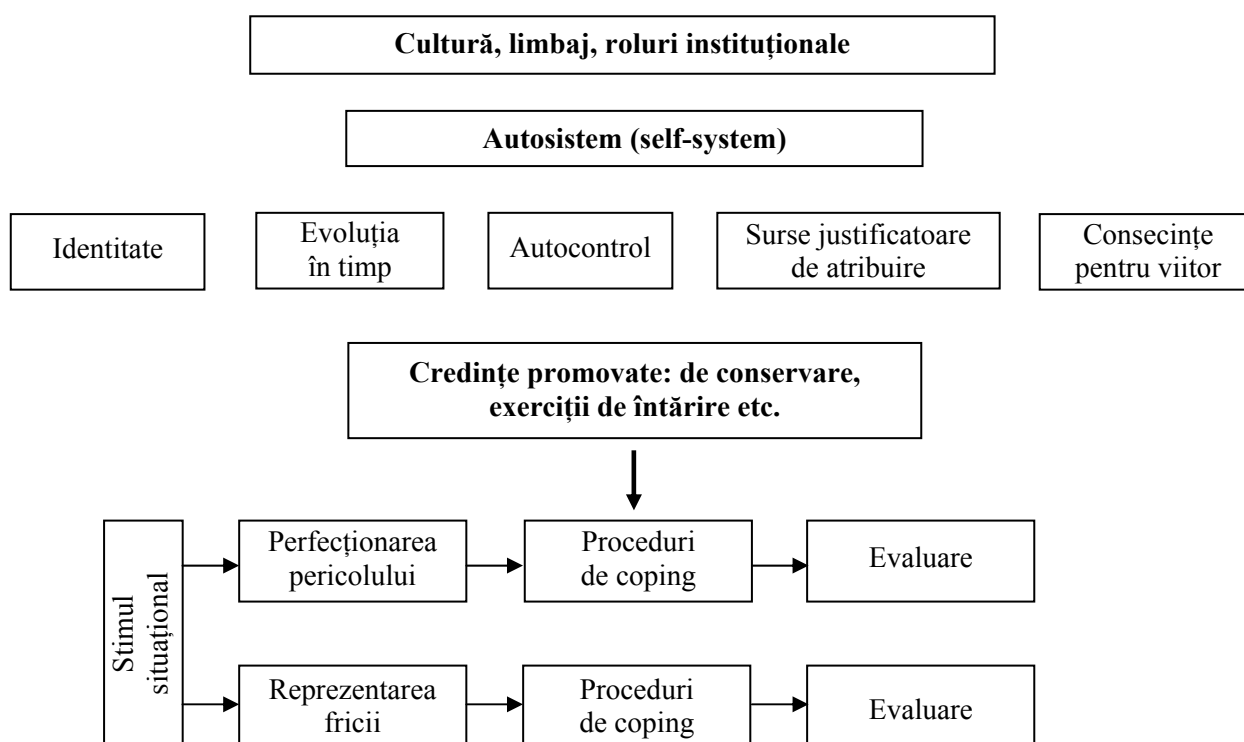 Cultură, limbaj, roluri instituționale
Autosistem (self-system)
Identitate
Evoluția
în timp
Autocontrol
Surse justificatoare
de atribuire
Consecințe
pentru viitor
Credințe promovate: de conservare,
exerciții de întărire etc.
Stimul
situațional
Perfecționarea
pericolului
Proceduri
de coping
Evaluare
Reprezentarea
fricii
Proceduri
de coping
Evaluare